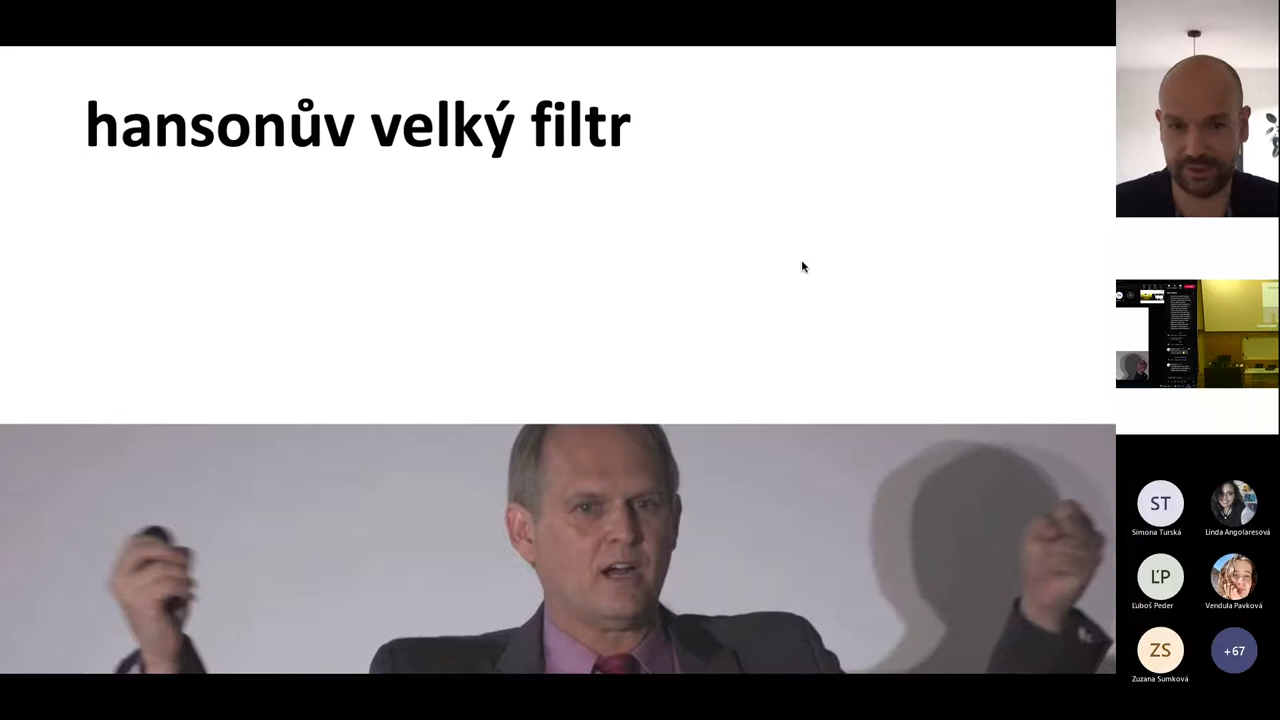 hansonův velký filtr
ST
Simona Turská
Linda Angolaresová
ĽP
Ľuboš Peder
Vendula Pavková
ZS
Zuzana Sumková
+67